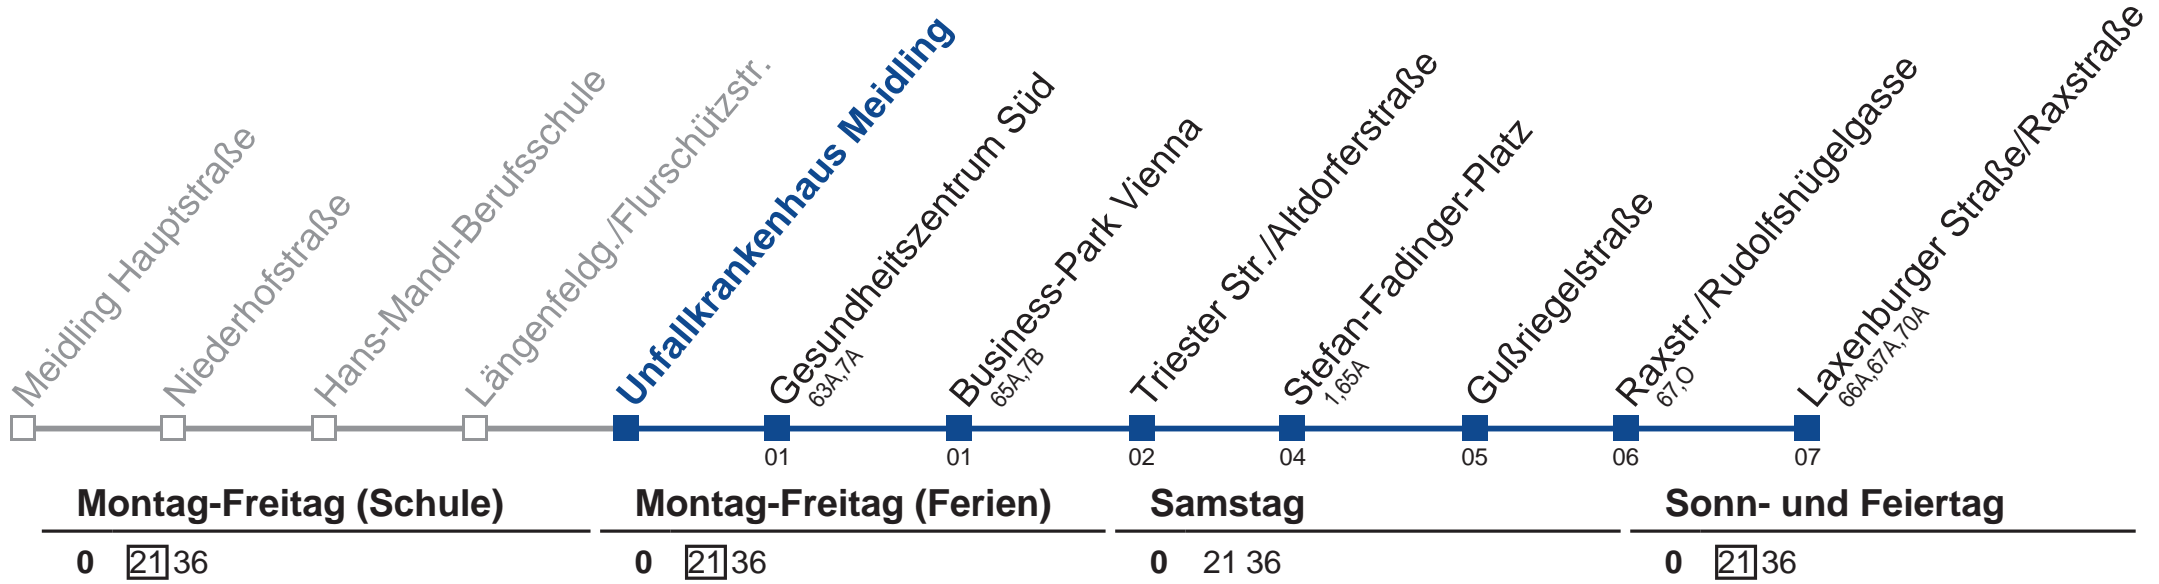 Meidling Hauptstraße
Niederhofstraße
Hans-Mandl-Berufsschule
Längenfeldg./Flurschützstr.
Unfallkrankenhaus Meidling
Gesundheitszentrum Süd
63A,7A
Business-Park Vienna
65A,7B
Triester Str./Altdorferstraße
Stefan-Fadinger-Platz
1,65A
Gußriegelstraße
Raxstr./Rudolfshügelgasse
67,O
Laxenburger Straße/Raxstraße
66A,67A,70A
01 01 02 04 05 06 07
Montag-Freitag (Schule) Montag-Freitag (Ferien) Samstag Sonn- und Feiertag
0 21 36 0 21 36 0 21 36 0 21 36